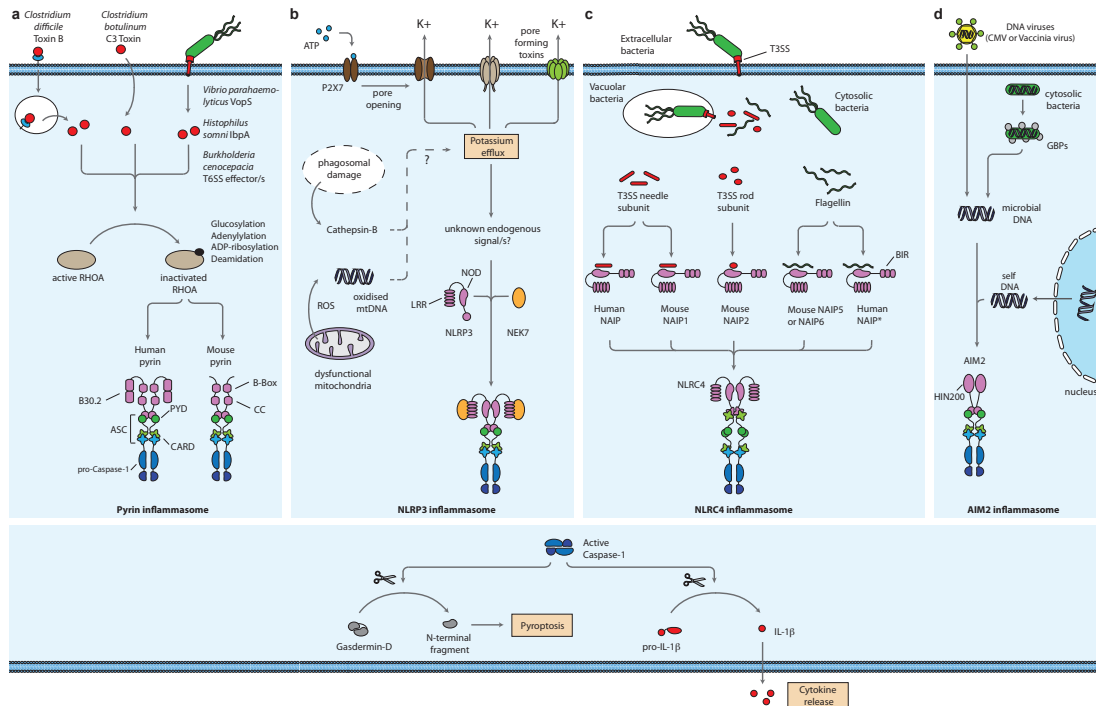 a
Clostridium
difficile
Toxin B
Clostridium
botulinum
C3 Toxin
Vibrio parahaemo-
lyticus VopS
Histophilus
somni IbpA
Burkholderia
cenocepacia
T6SS effector/s
Glucosylation
Adenylylation
ADP-ribosylation
Deamidation
active RHOA
inactivated
RHOA
Human
pyrin
Mouse
pyrin
B30.2
B-Box
CC
PYD
ASC
CARD
pro-Caspase-1
Pyrin inflammasome
b
ATP
P2X7
pore
opening
K+
K+
K+
pore
forming
toxins
Potassium
efflux
?
phagosomal
damage
Cathepsin-B
unknown endogenous
signal/s?
ROS
oxidised
mtDNA
dysfunctional
mitochondria
NOD
LRR
NLRP3
NEK7
NLRP3 inflammasome
c
Extracellular
bacteria
T3SS
Vacuolar
bacteria
Cytosolic
bacteria
T3SS needle
subunit
T3SS rod
subunit
Flagellin
BIR
Human
NAIP
Mouse
NAIP1
Mouse
NAIP2
Mouse NAIP5
or NAIP6
Human
NAIP*
NLRC4
NLRC4 inflammasome
d
DNA viruses
(CMV or Vaccinia virus)
cytosolic
bacteria
GBPs
microbial
DNA
self
DNA
AIM2
HIN200
nucleus
AIM2 inflammasome
Active
Caspase-1
Gasdermin-D
N-terminal
fragment
Pyroptosis
pro-IL-1β
IL-1β
Cytokine
release